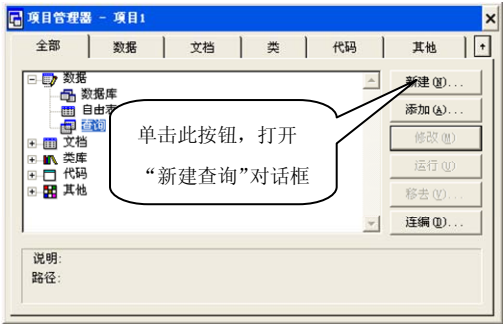 项目管理器 - 项目1
全部 数据 文档 类 代码 其他
数据
数据库
自由表
查询
文档
类库
代码
其他
单击此按钮，打开
“新建查询”对话框
新建(N)...
添加(A)...
修改(M)
运行(U)
移去(V)...
连编(D)...
说明:
路径: